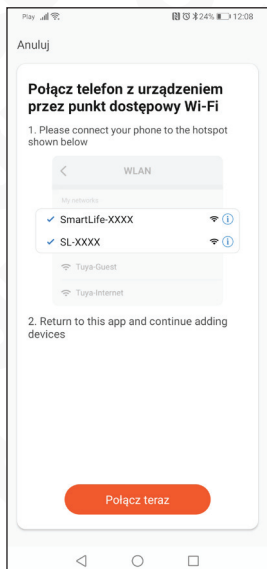 Play 24% 12:08
Anuluj
Połącz telefon z urządzeniem
przez punkt dostępowy Wi-Fi
1. Please connect your phone to the hotspot
shown below
WLAN
My networks
SmartLife-XXXX
SL-XXXX
Tuya-Guest
Tuya-Internet
2. Return to this app and continue adding
devices
Połącz teraz